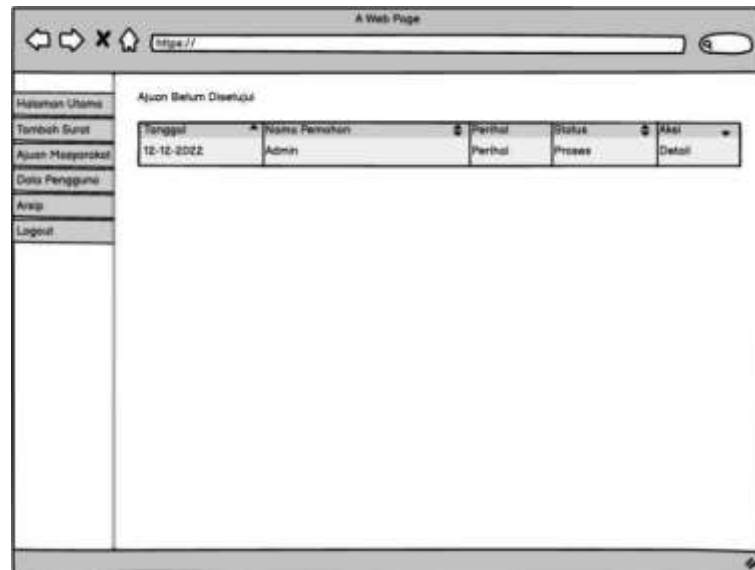 A Web Page
https://
Halaman Utama
Tambah Surat
Ajuan Masyarakat
Data Pengguna
Arsip
Logout
Ajuan Belum Disetujui
Tanggal Nama Pemohon Perihal Status Aksi
12-12-2022 Admin Perihal Proses Detail